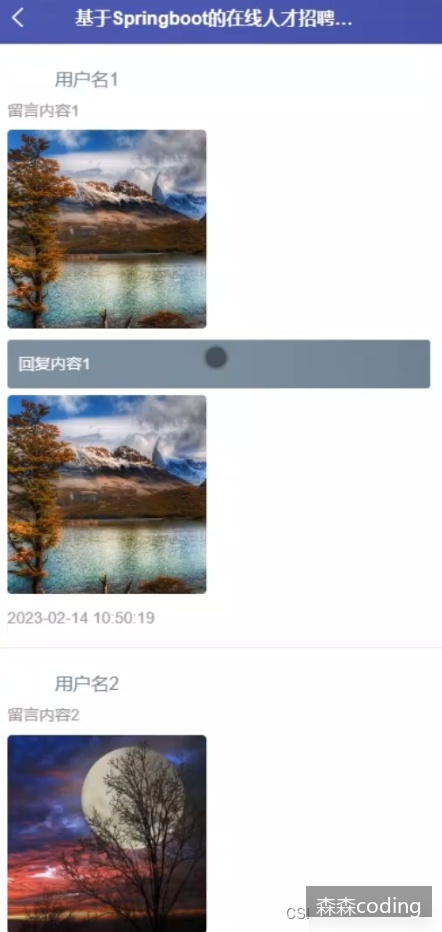 基于Springboot的在线人才招聘...
用户名1
留言内容1
回复内容1
2023-02-14 10:50:19
用户名2
留言内容2
森森coding